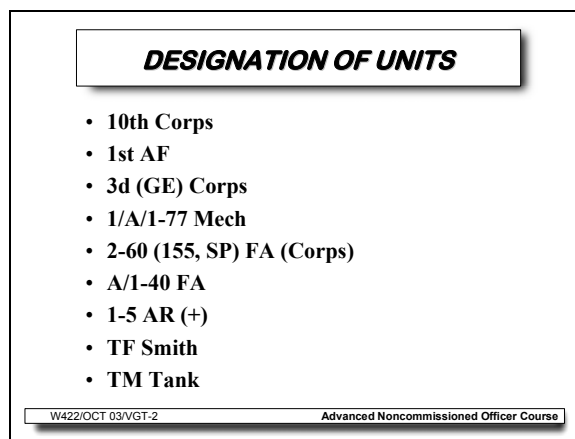 DESIGNATION OF UNITS
• 10th Corps
• 1st AF
• 3d (GE) Corps
• 1/A/1-77 Mech
• 2-60 (155, SP) FA (Corps)
• A/1-40 FA
• 1-5 AR (+)
• TF Smith
• TM Tank
W422/OCT 03/VGT-2 Advanced Noncommissioned Officer Course